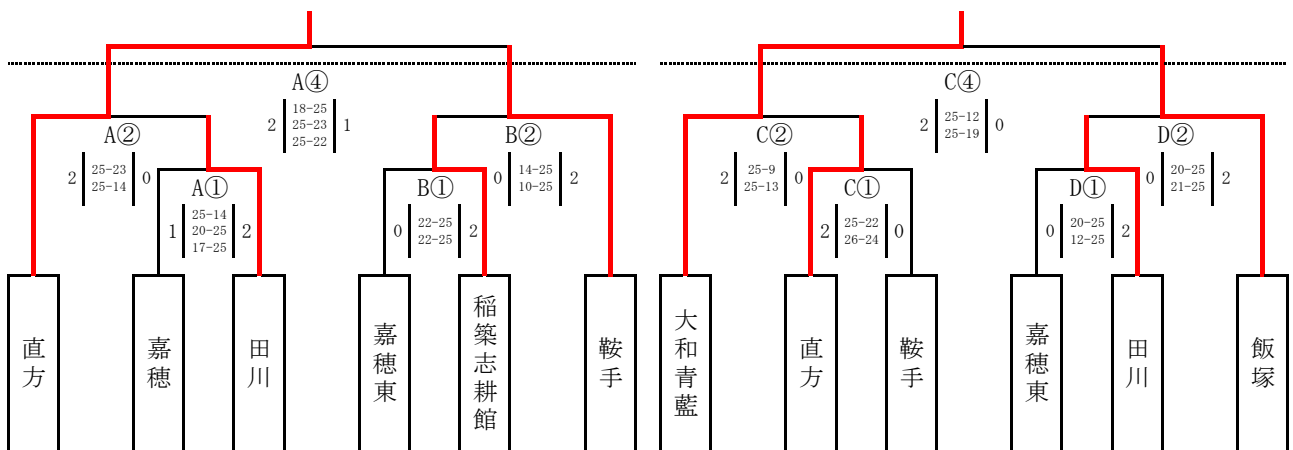 A④
2 18-25 1
25-23
25-22
A②
2 25-23 0
25-14
A①
1 25-14 2
20-25
17-25
B②
0 14-25 2
10-25
B①
0 22-25 2
22-25
C④
2 25-12 0
25-19
C②
2 25-9 0
25-13
C①
2 25-22 0
26-24
D②
0 20-25 2
21-25
D①
0 20-25 2
12-25
直方
嘉穂
田川
嘉穂東
稲築志耕館
鞍手
大和青藍
直方
鞍手
嘉穂東
田川
飯塚